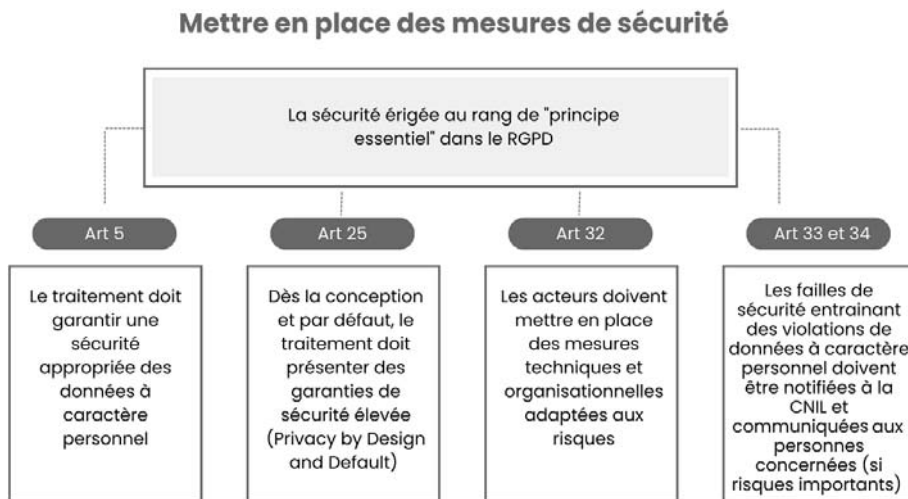 Mettre en place des mesures de sécurité
La sécurité érigée au rang de "principe
essentiel" dans le RGPD
Art 5
Le traitement doit
garantir une
sécurité
appropriée des
données à
caractère
personnel
Art 25
Dès la conception
et par défaut, le
traitement doit
présenter des
garanties de
sécurité élevée
(Privacy by Design
and Default)
Art 32
Les acteurs doivent
mettre en place
des mesures
techniques et
organisationnelles
adaptées aux
risques
Art 33 et 34
Les failles de
sécurité entrainant
des violations de
données à caractère
personnel doivent
être notifiées à la
CNIL et
communiquées aux
personnes
concernées (si
risques importants)